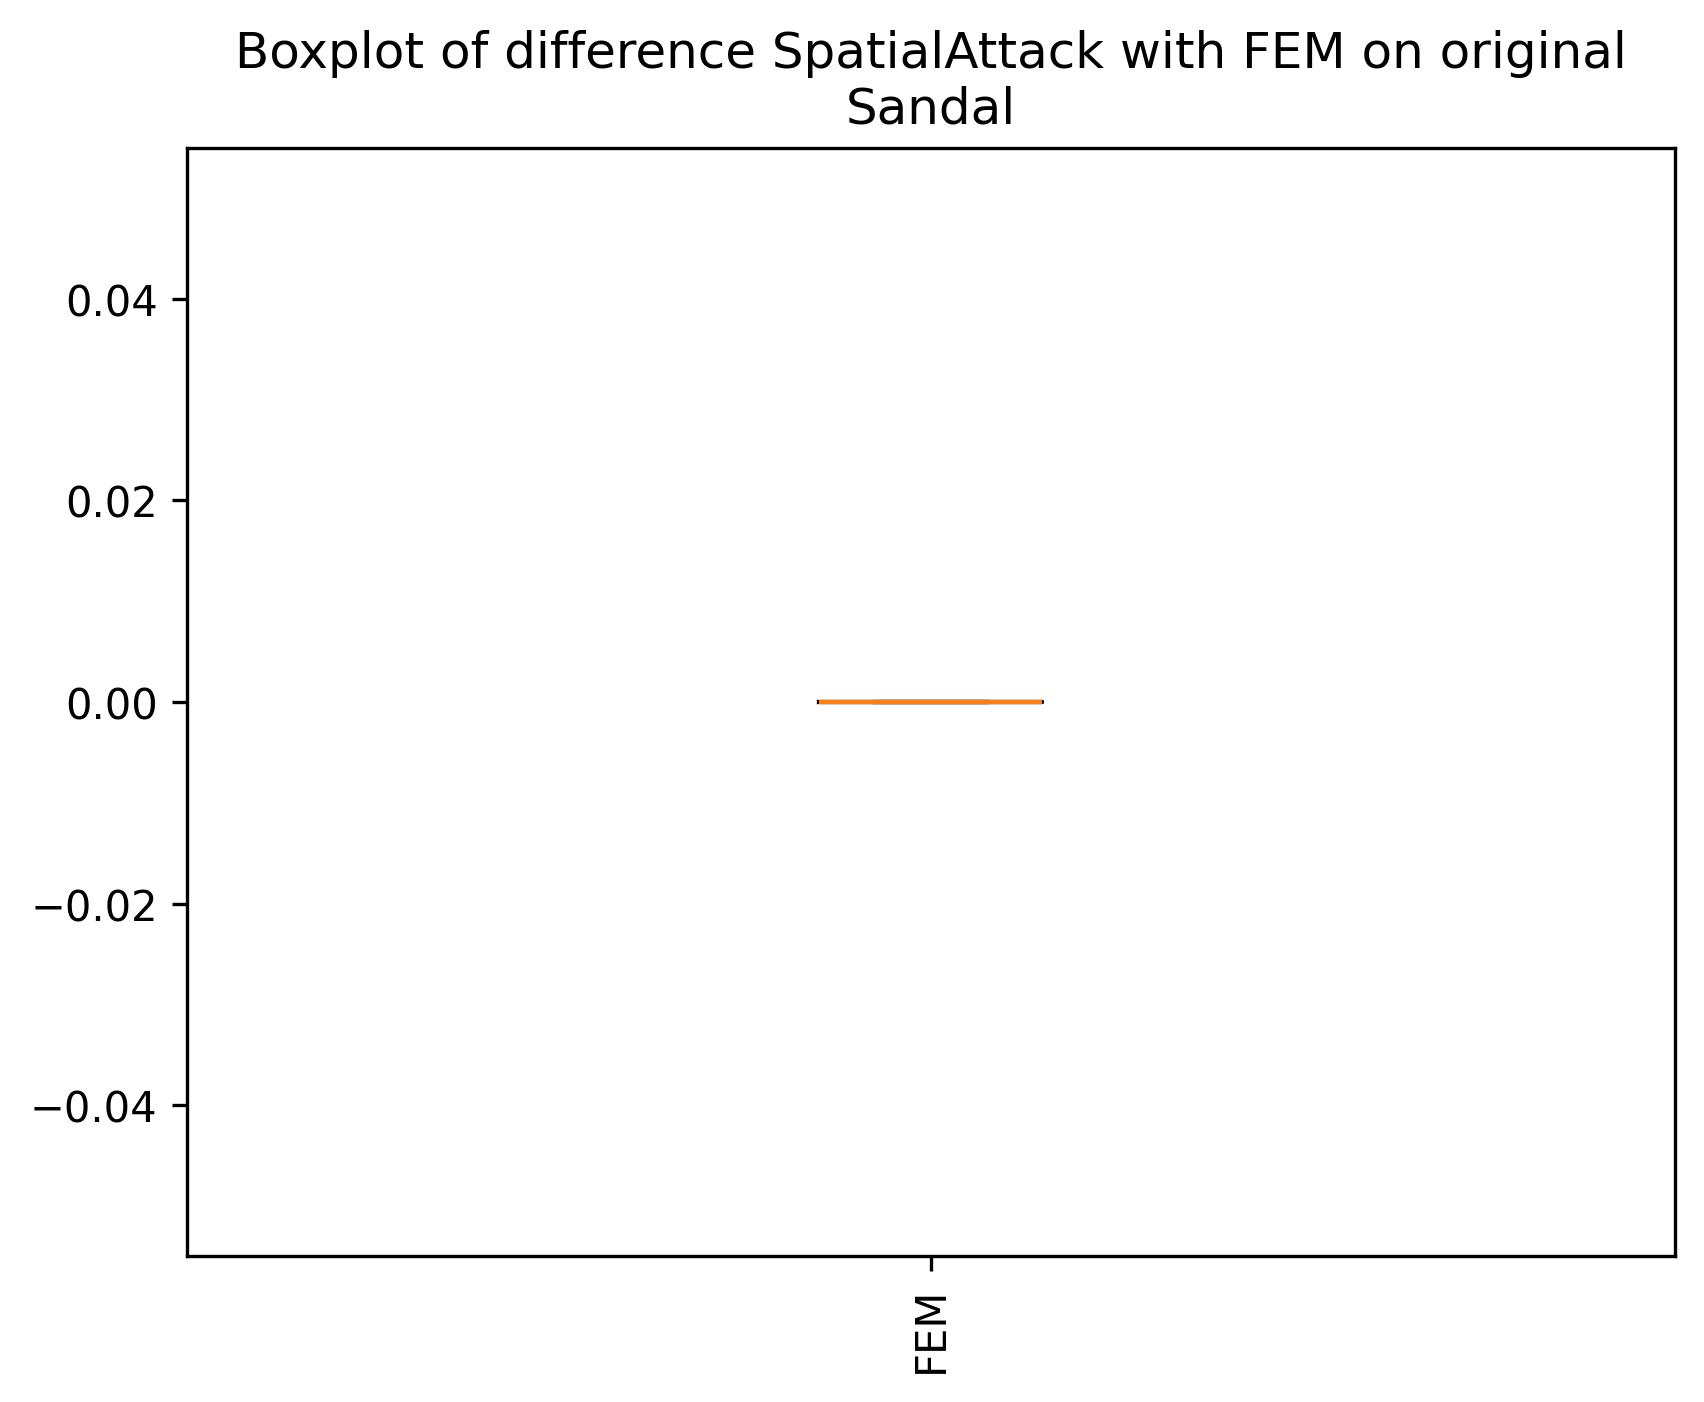 Boxplot of difference SpatialAttack with FEM on original
Sandal
0.04
0.02
0.00
−0.02
−0.04
FEM